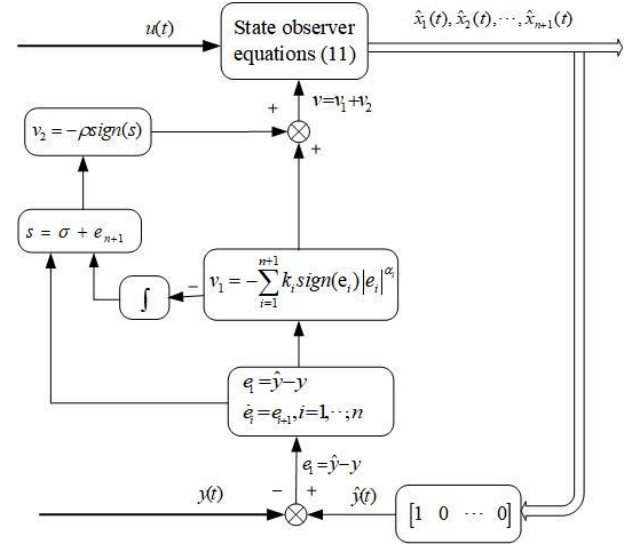 u(t)
State observer
equations (11)
x̂₁(t), x̂₂(t), ⋯, x̂ₙ₊₁(t)
+
v=v₁+v₂
v₂ = −ρsign(s)
+
s = σ + eₙ₊₁
−
∫
v₁ = −∑ᵢ₌₁ⁿ⁺¹ kᵢsign(eᵢ)|eᵢ|^αᵢ
e₁ = ŷ−y
ėᵢ = eᵢ₊₁, i=1,⋯,n
e₁ = ŷ−y
y(t)
−
+
ŷ(t)
[1 0 ⋯ 0]